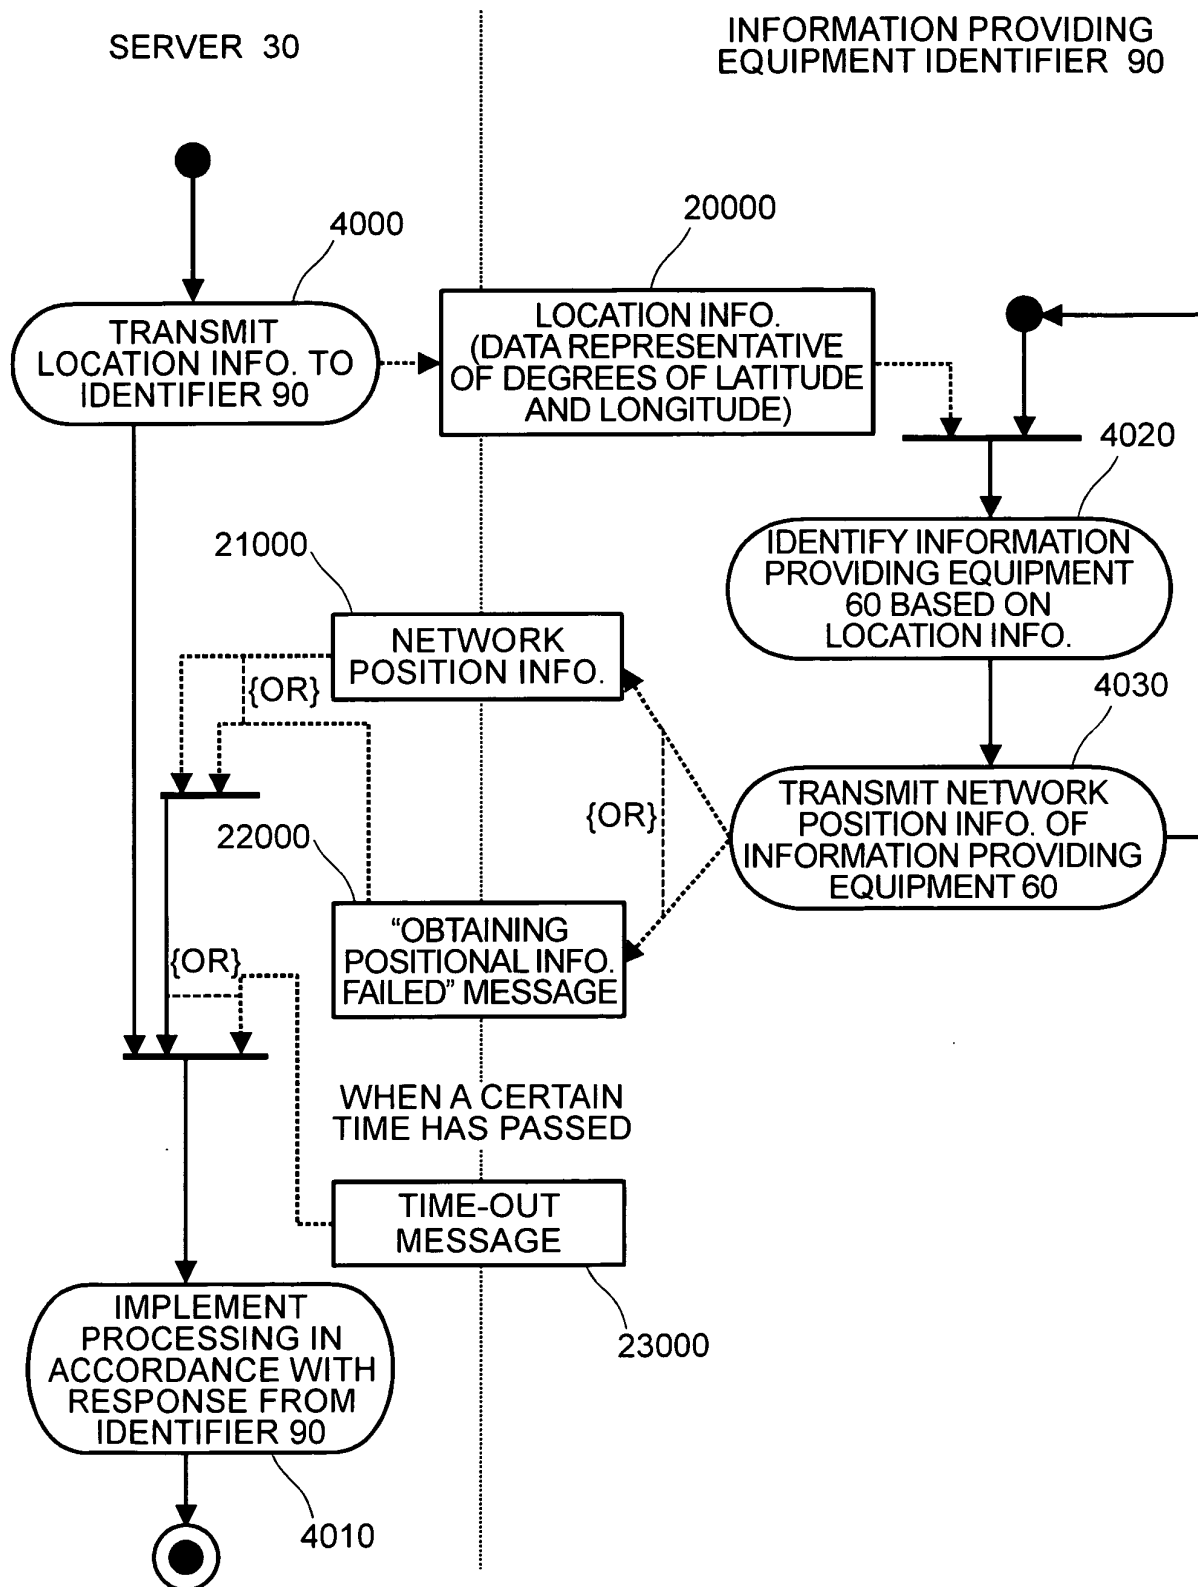 SERVER 30
INFORMATION PROVIDING
EQUIPMENT IDENTIFIER 90
4000
20000
TRANSMIT
LOCATION INFO. TO
IDENTIFIER 90
LOCATION INFO.
(DATA REPRESENTATIVE
OF DEGREES OF LATITUDE
AND LONGITUDE)
4020
IDENTIFY INFORMATION
PROVIDING EQUIPMENT
60 BASED ON
LOCATION INFO.
21000
NETWORK
POSITION INFO.
{OR}
4030
TRANSMIT NETWORK
POSITION INFO. OF
INFORMATION PROVIDING
EQUIPMENT 60
{OR}
22000
“OBTAINING
POSITIONAL INFO.
FAILED” MESSAGE
{OR}
WHEN A CERTAIN
TIME HAS PASSED
TIME-OUT
MESSAGE
23000
IMPLEMENT
PROCESSING IN
ACCORDANCE WITH
RESPONSE FROM
IDENTIFIER 90
4010